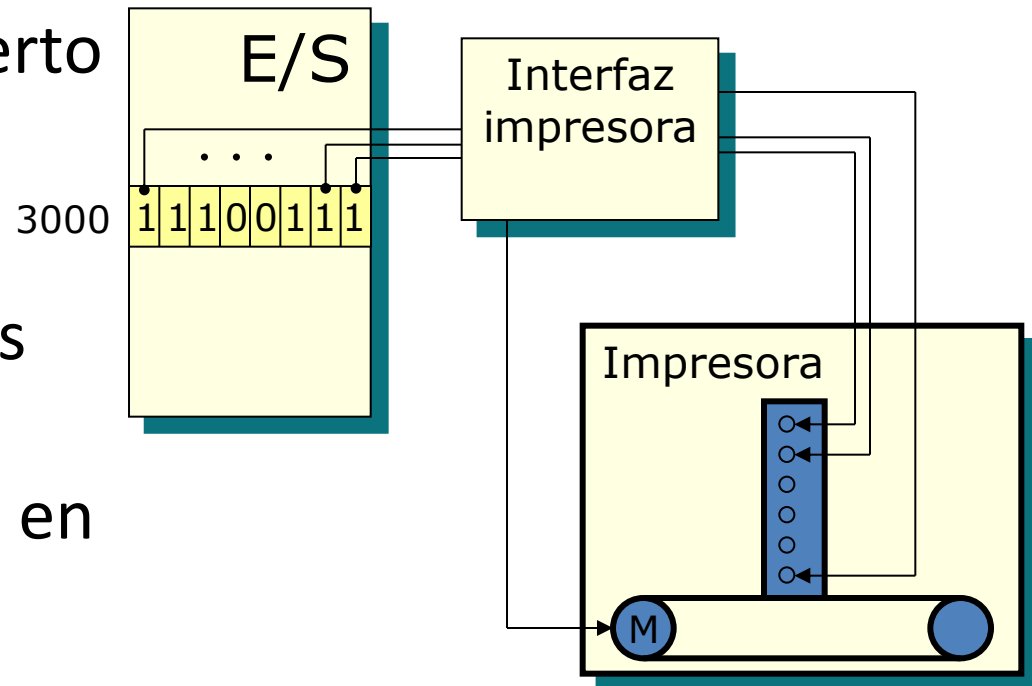 erto
E/S
Interfaz
impresora
. . .
3000 1 1 1 0 0 1 1 1
s
Impresora
en
M